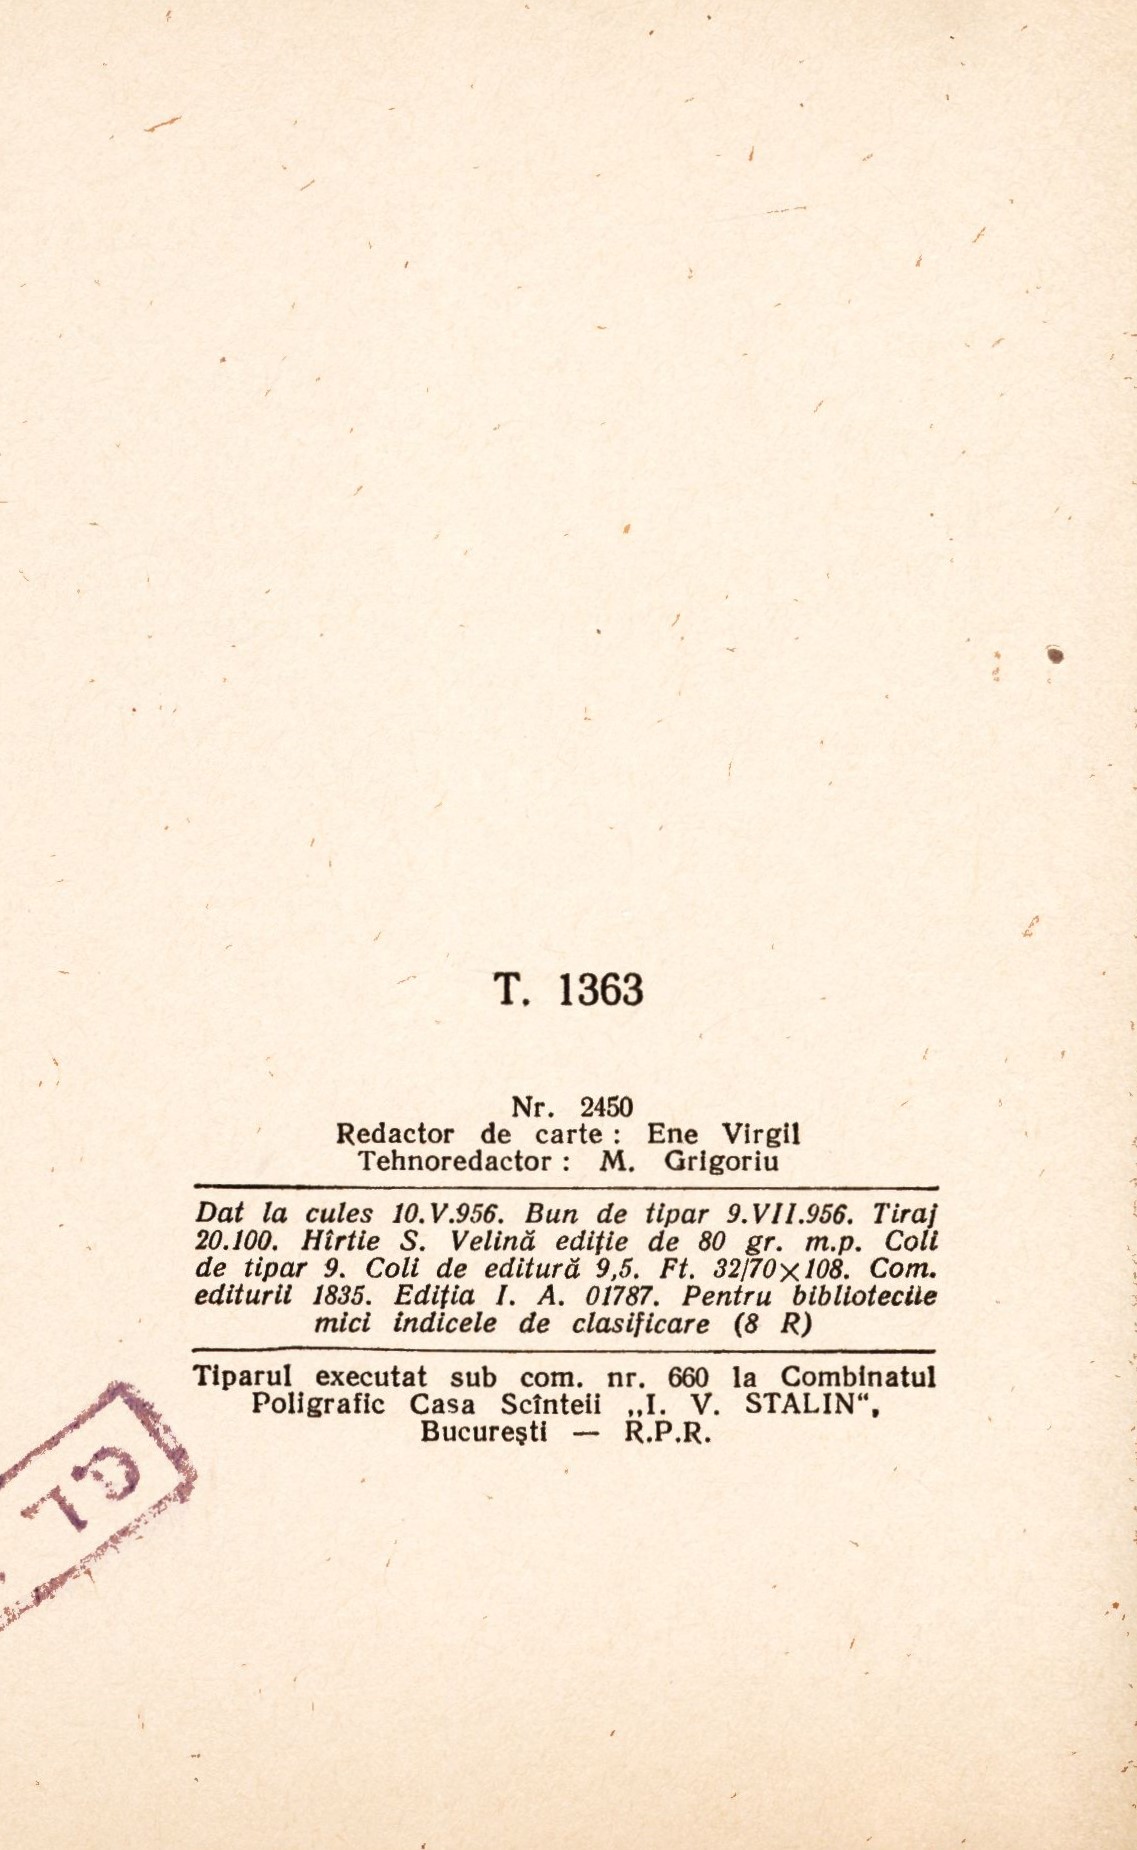 T. 1363
Nr. 2450
Redactor de carte : Ene Virgil
Tehnoredactor : M. Grigoriu
Dat la cules 10.V.956. Bun de tipar 9.VII.956. Tiraj
20.100. Hîrtie S. Velină ediție de 80 gr. m.p. Coli
de tipar 9. Coli de editură 9,5. Ft. 32/70×108. Com.
editurii 1835. Ediția I. A. 01787. Pentru bibliotecile
mici indicele de clasificare (8 R)
Tiparul executat sub com. nr. 660 la Combinatul
Poligrafic Casa Scînteii „I. V. STALIN“,
București — R.P.R.